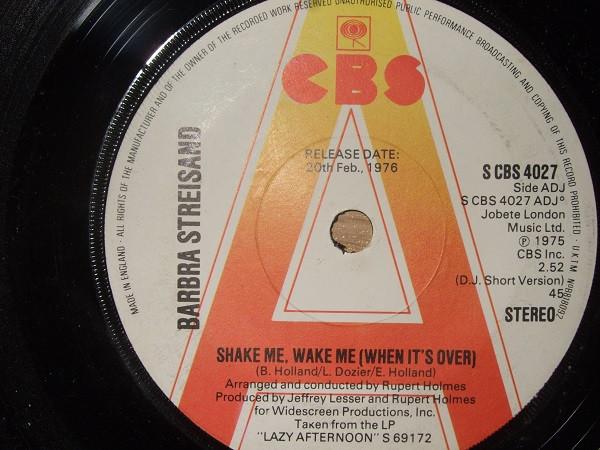 MADE IN ENGLAND · ALL RIGHTS OF THE MANUFACTURER AND OF THE OWNER OF THE RECORDED WORK RESERVED UNAUTHORISED PUBLIC PERFORMANCE BROADCASTING AND COPYING OF THIS RECORD PROHIBITED · U·K T M
CBS
A
BARBRA STREISAND
RELEASE DATE:
20th Feb., 1976
S CBS 4027
Side ADJ
S CBS 4027 ADJ°
Jobete London
Music Ltd.
Ⓟ 1975
CBS Inc.
2.52
(D.J. Short Version)
45
STEREO
SHAKE ME, WAKE ME (WHEN IT'S OVER)
(B. Holland/L. Dozier/E. Holland)
Arranged and conducted by Rupert Holmes
Produced by Jeffrey Lesser and Rupert Holmes
for Widescreen Productions, Inc.
Taken from the LP
"LAZY AFTERNOON" S 69172